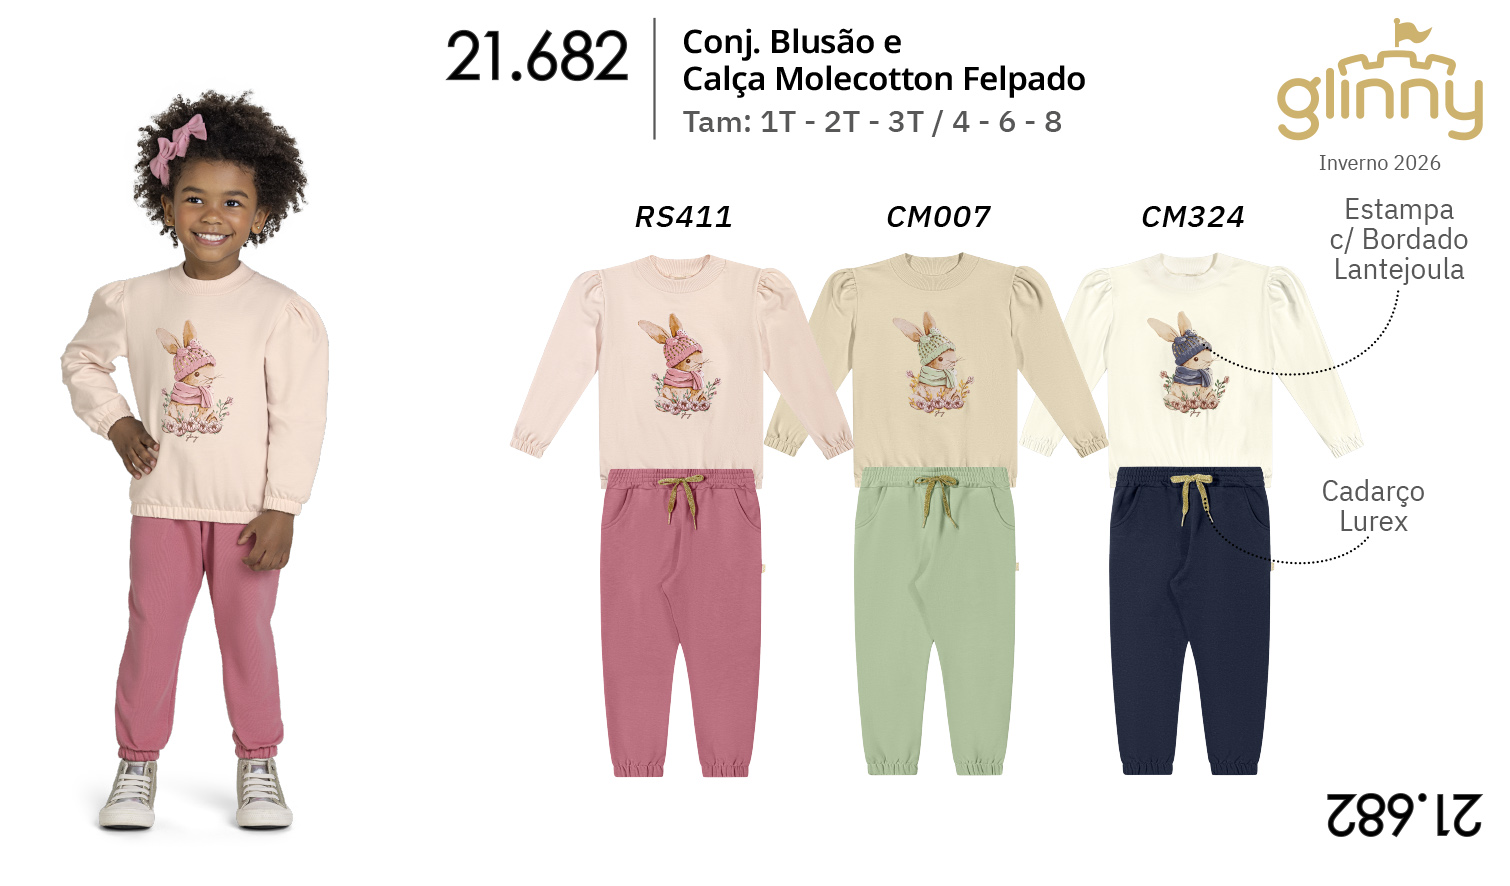 21.682
Conj. Blusão e
Calça Molecotton Felpado
Tam: 1T - 2T - 3T / 4 - 6 - 8
glinny
Inverno 2026
RS411
CM007
CM324
Estampa
c/ Bordado
Lantejoula
Cadarço
Lurex
21.682